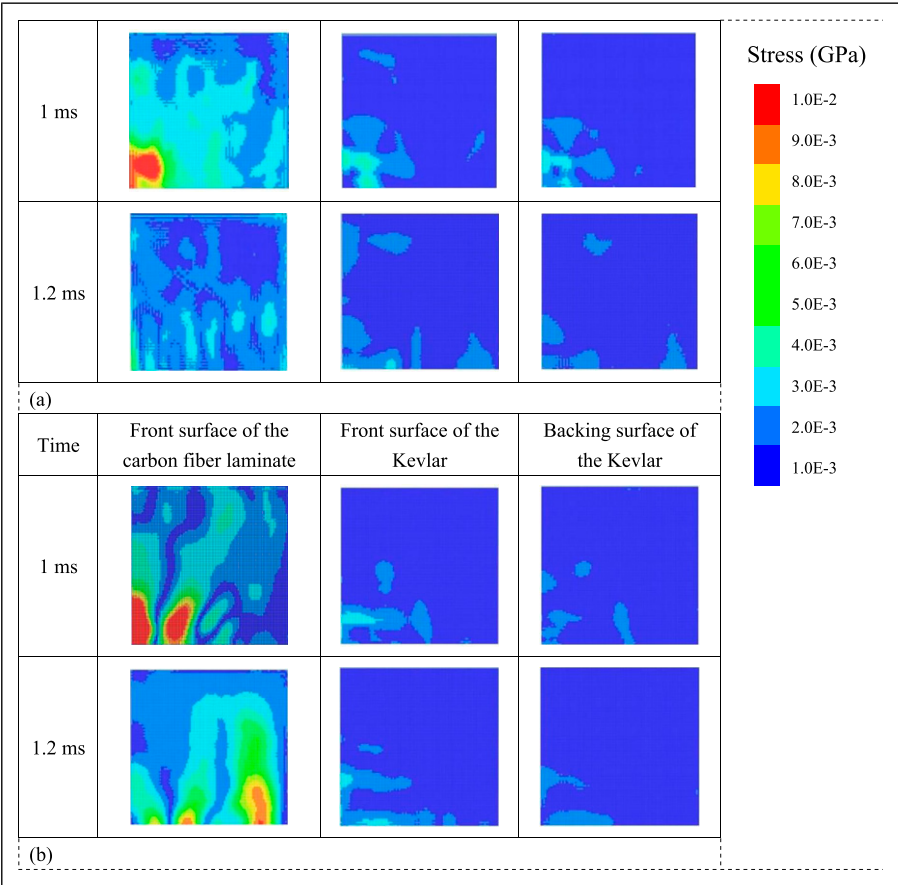 1 ms
1.2 ms
(a)
Time
Front surface of the
carbon fiber laminate
Front surface of the
Kevlar
Backing surface of
the Kevlar
1 ms
1.2 ms
(b)
Stress (GPa)
1.0E-2
9.0E-3
8.0E-3
7.0E-3
6.0E-3
5.0E-3
4.0E-3
3.0E-3
2.0E-3
1.0E-3